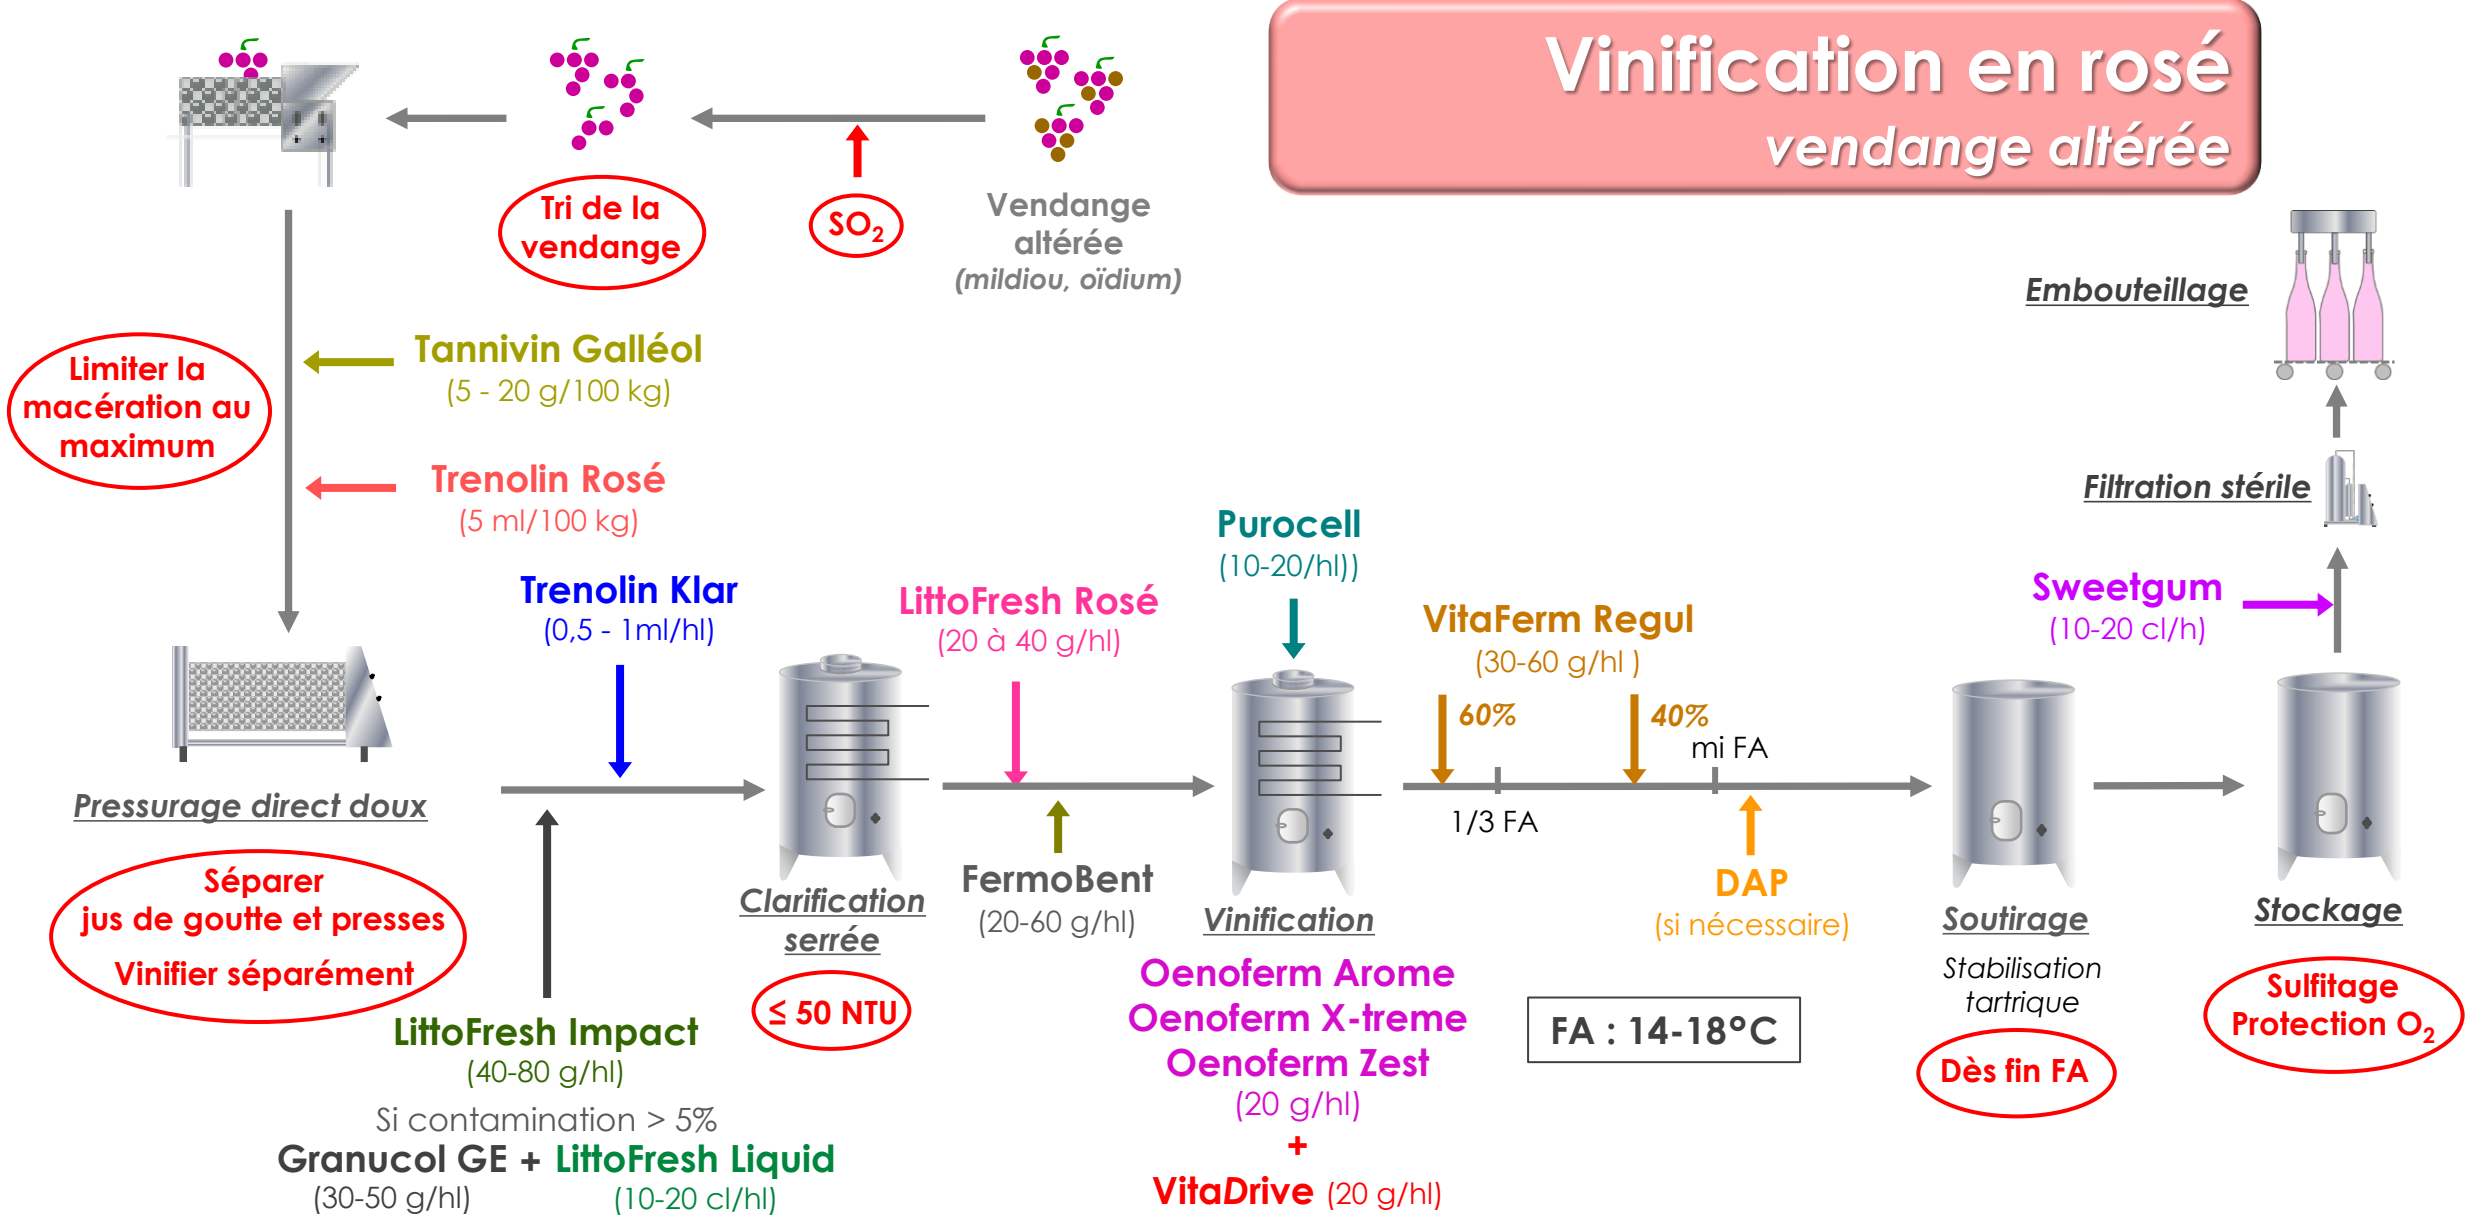 Vinification en rosé
vendange altérée
Vendange
altérée
(mildiou, oïdium)
SO₂
Tri de la
vendange
Limiter la
macération au
maximum
Tannivin Galléol
(5 - 20 g/100 kg)
Trenolin Rosé
(5 ml/100 kg)
Pressurage direct doux
Séparer
jus de goutte et presses
Vinifier séparément
Trenolin Klar
(0,5 - 1ml/hl)
LittoFresh Impact
(40-80 g/hl)
Si contamination > 5%
Granucol GE + LittoFresh Liquid
(30-50 g/hl) (10-20 cl/hl)
Clarification
serrée
≤ 50 NTU
LittoFresh Rosé
(20 à 40 g/hl)
FermoBent
(20-60 g/hl)
Purocell
(10-20/hl))
Vinification
Oenoferm Arome
Oenoferm X-treme
Oenoferm Zest
(20 g/hl)
+
VitaDrive (20 g/hl)
VitaFerm Regul
(30-60 g/hl )
60%
40%
mi FA
1/3 FA
DAP
(si nécessaire)
FA : 14-18°C
Soutirage
Stabilisation
tartrique
Dès fin FA
Stockage
Sulfitage
Protection O₂
Sweetgum
(10-20 cl/h)
Filtration stérile
Embouteillage